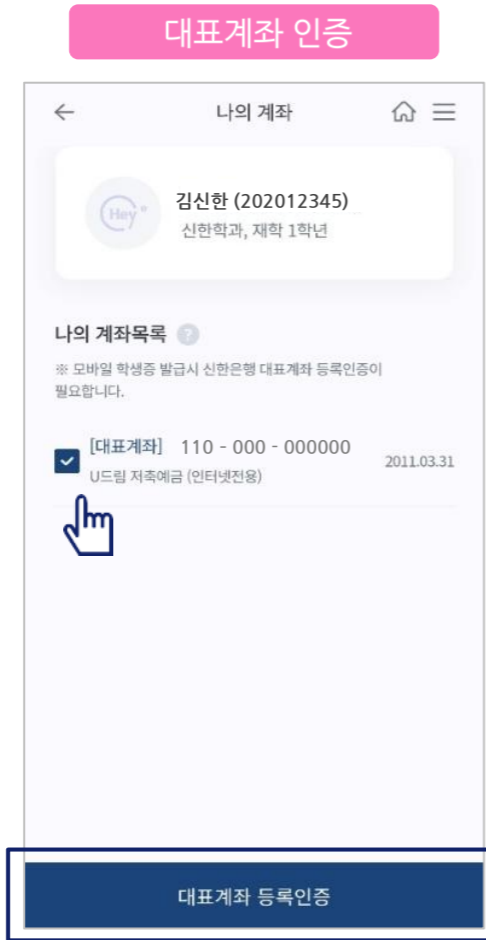 대표계좌 인증
나의 계좌
Hey
김신한 (202012345)
신한학과, 재학 1학년
나의 계좌목록 ?
※ 모바일 학생증 발급시 신한은행 대표계좌 등록인증이
필요합니다.
[대표계좌] 110 - 000 - 000000
2011.03.31
U드림 저축예금 (인터넷전용)
대표계좌 등록인증